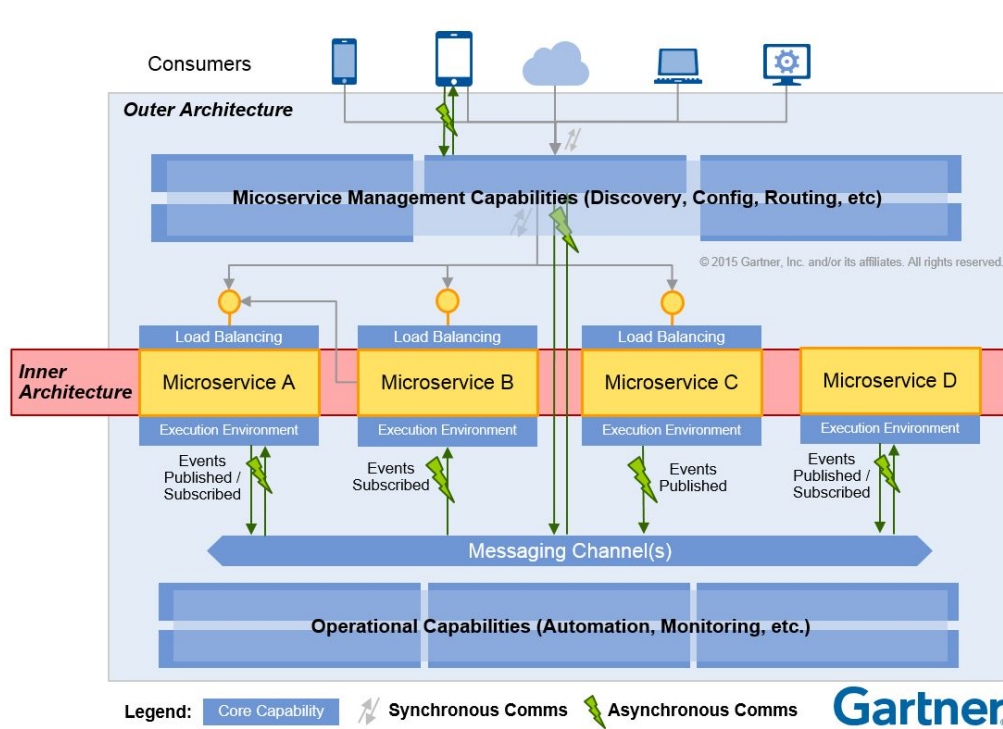 Consumers
Outer Architecture
Micoservice Management Capabilities (Discovery, Config, Routing, etc)
© 2015 Gartner, Inc. and/or its affiliates. All rights reserved.
Load Balancing
Load Balancing
Load Balancing
Inner
Architecture
Microservice A
Microservice B
Microservice C
Microservice D
Execution Environment
Execution Environment
Execution Environment
Execution Environment
Events
Published /
Subscribed
Events
Subscribed
Events
Published
Events
Published /
Subscribed
Messaging Channel(s)
Operational Capabilities (Automation, Monitoring, etc.)
Legend:
Core Capability
Synchronous Comms
Asynchronous Comms
Gartner